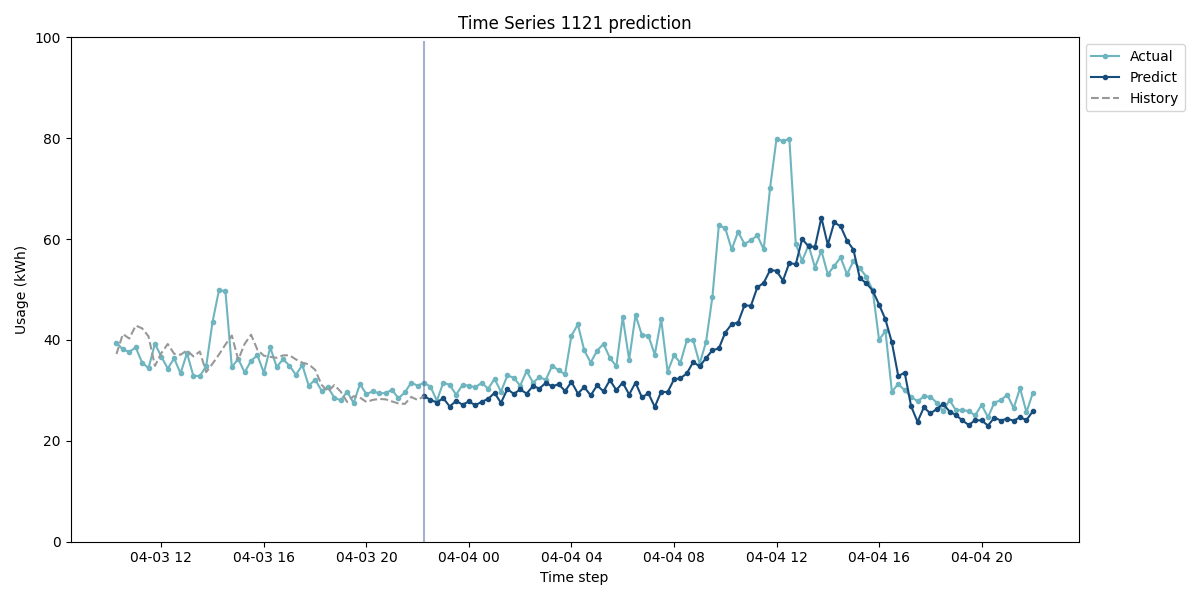 Time Series 1121 prediction
100
80
60
40
20
0
Usage (kWh)
04-03 12
04-03 16
04-03 20
04-04 00
04-04 04
04-04 08
04-04 12
04-04 16
04-04 20
Time step
Actual
Predict
History